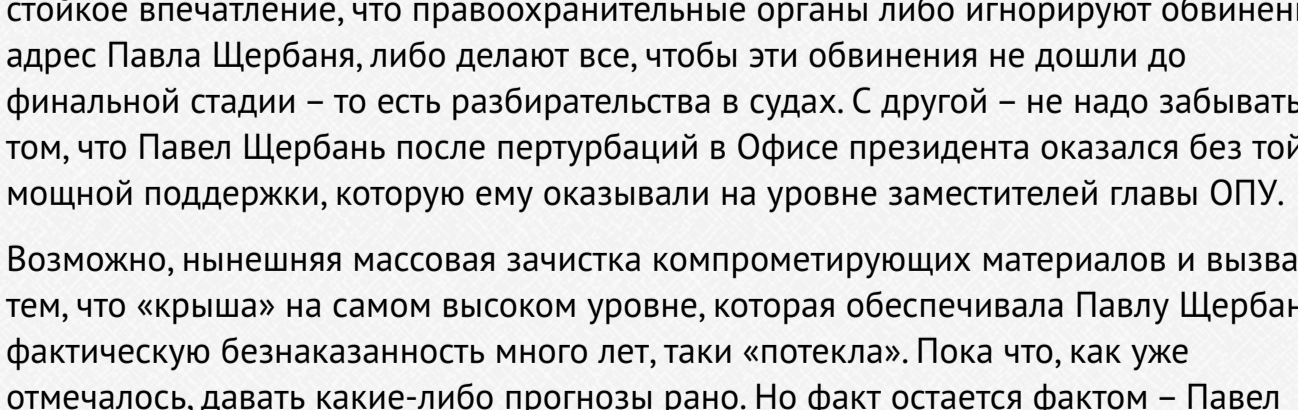 стойкое впечатление, что правоохранительные органы либо игнорируют обвинен
адрес Павла Щербаня, либо делают все, чтобы эти обвинения не дошли до
финальной стадии – то есть разбирательства в судах. С другой – не надо забывать
том, что Павел Щербань после пертурбаций в Офисе президента оказался без той
мощной поддержки, которую ему оказывали на уровне заместителей главы ОПУ.
Возможно, нынешняя массовая зачистка компрометирующих материалов и вызва
тем, что «крыша» на самом высоком уровне, которая обеспечивала Павлу Щербан
фактическую безнаказанность много лет, таки «потекла». Пока что, как уже
отмечалось, давать какие-либо прогнозы рано. Но факт остается фактом – Павел